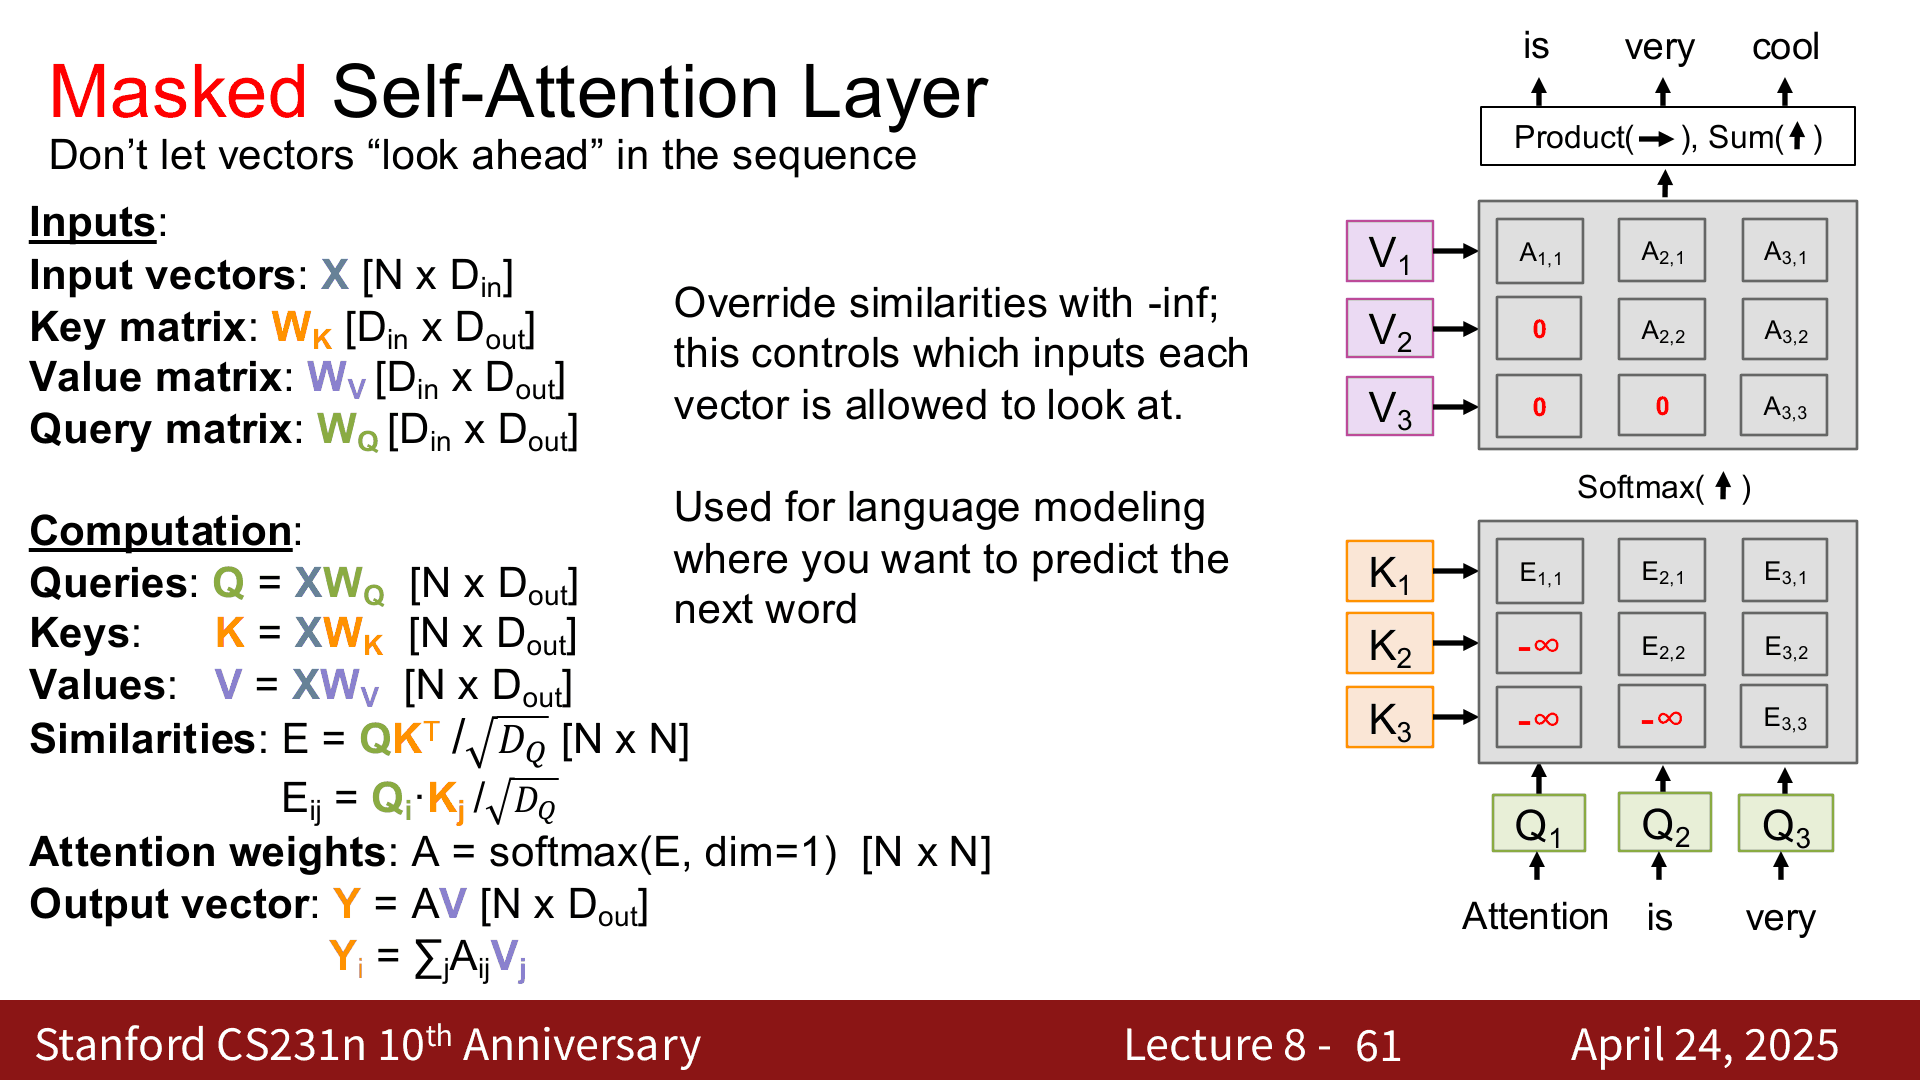 Masked Self-Attention Layer
Don’t let vectors “look ahead” in the sequence
Inputs:
Input vectors: X [N x Din]
Key matrix: WK [Din x Dout]
Value matrix: WV [Din x Dout]
Query matrix: WQ [Din x Dout]
Computation:
Queries: Q = XWQ [N x Dout]
Keys: K = XWK [N x Dout]
Values: V = XWV [N x Dout]
Similarities: E = QKT /√DQ [N x N]
Eij = Qi·Kj /√DQ
Attention weights: A = softmax(E, dim=1) [N x N]
Output vector: Y = AV [N x Dout]
Yi = ∑jAijVj
Override similarities with -inf;
this controls which inputs each
vector is allowed to look at.
Used for language modeling
where you want to predict the
next word
is very cool
Product(→), Sum(↑)
V1 A1,1 A2,1 A3,1
V2 0 A2,2 A3,2
V3 0 0 A3,3
Softmax(↑)
K1 E1,1 E2,1 E3,1
K2 -∞ E2,2 E3,2
K3 -∞ -∞ E3,3
Q1 Q2 Q3
Attention is very
Stanford CS231n 10th Anniversary Lecture 8 - 61 April 24, 2025